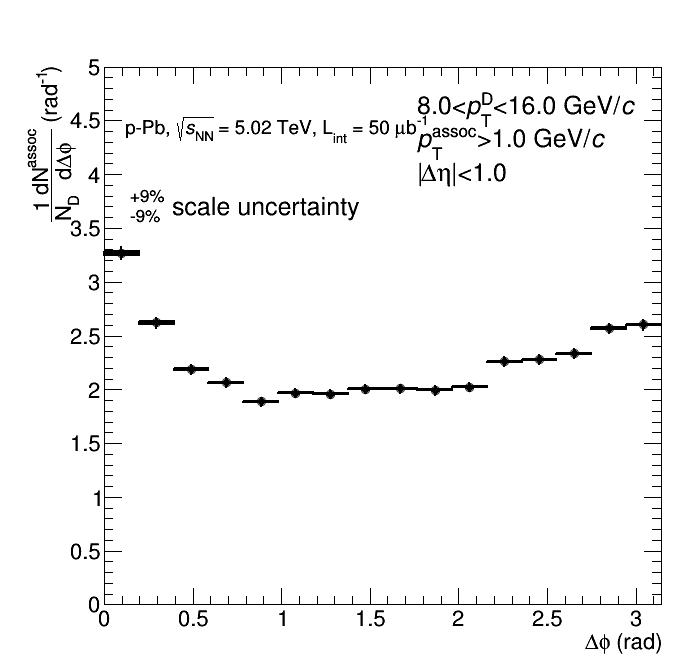 1 dN^assoc
N_D dΔϕ (rad⁻¹)
8.0<p_T^D<16.0 GeV/c
p-Pb, √s_NN = 5.02 TeV, L_int = 50 μb⁻¹
p_T^assoc>1.0 GeV/c
|Δη|<1.0
+9%
-9% scale uncertainty
5
4.5
4
3.5
3
2.5
2
1.5
1
0.5
0
0 0.5 1 1.5 2 2.5 3
Δϕ (rad)